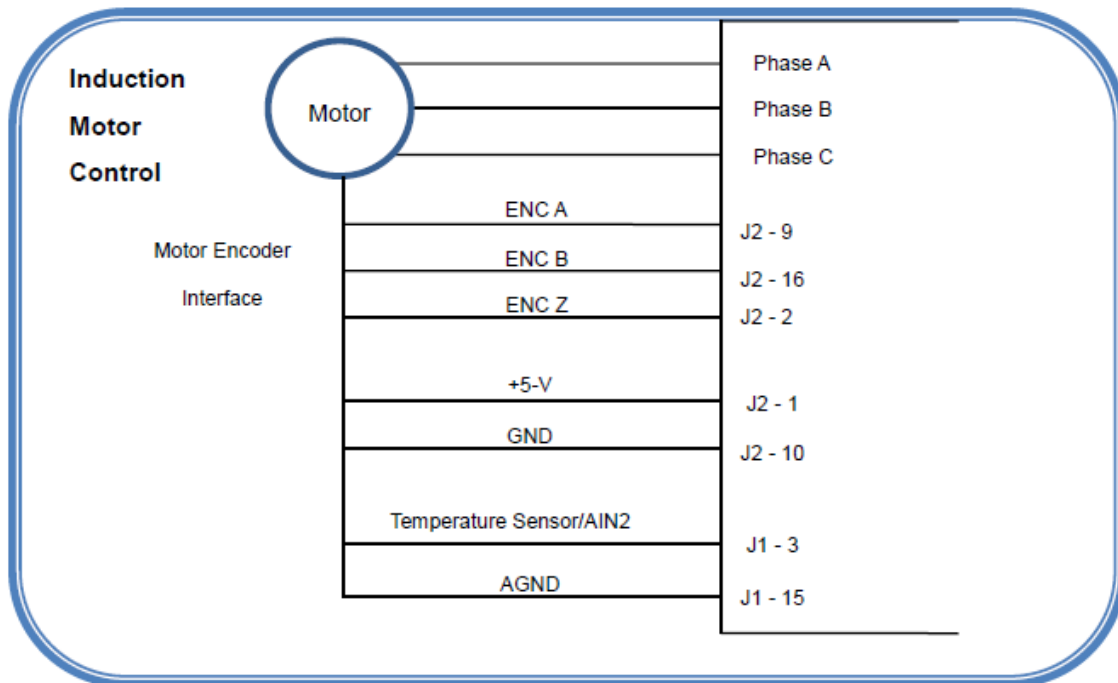 Induction
Motor
Control
Motor
Phase A
Phase B
Phase C
Motor Encoder
Interface
ENC A
J2 - 9
ENC B
J2 - 16
ENC Z
J2 - 2
+5-V
J2 - 1
GND
J2 - 10
Temperature Sensor/AIN2
J1 - 3
AGND
J1 - 15